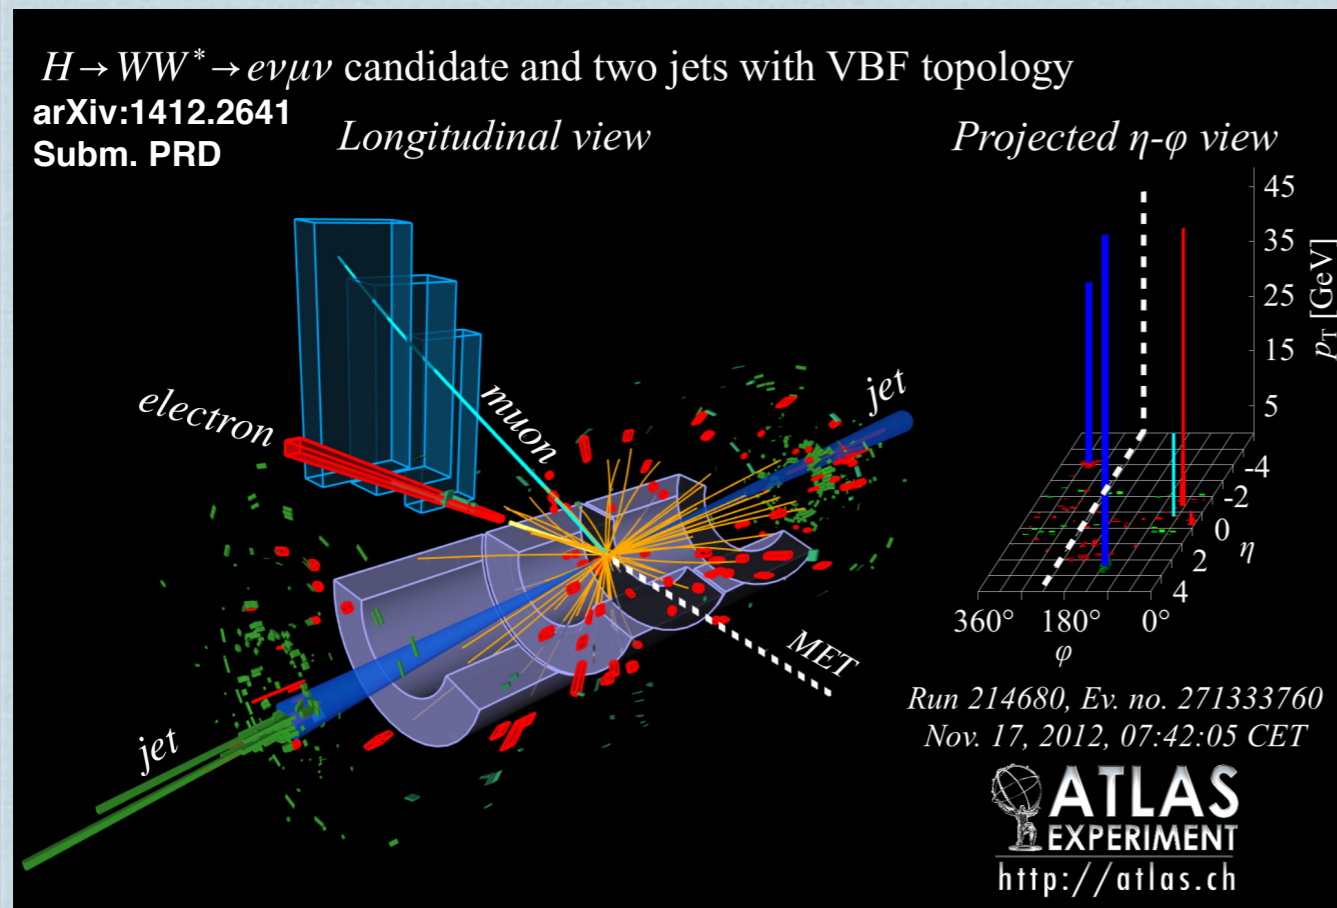 H → WW* → eνμν candidate and two jets with VBF topology
arXiv:1412.2641
Subm. PRD
Longitudinal view
Projected η-φ view
electron
muon
jet
jet
MET
45
35
25
15
5
pT [GeV]
-4
-2
0
2
4
η
360° 180° 0°
φ
Run 214680, Ev. no. 271333760
Nov. 17, 2012, 07:42:05 CET
ATLAS
EXPERIMENT
http://atlas.ch